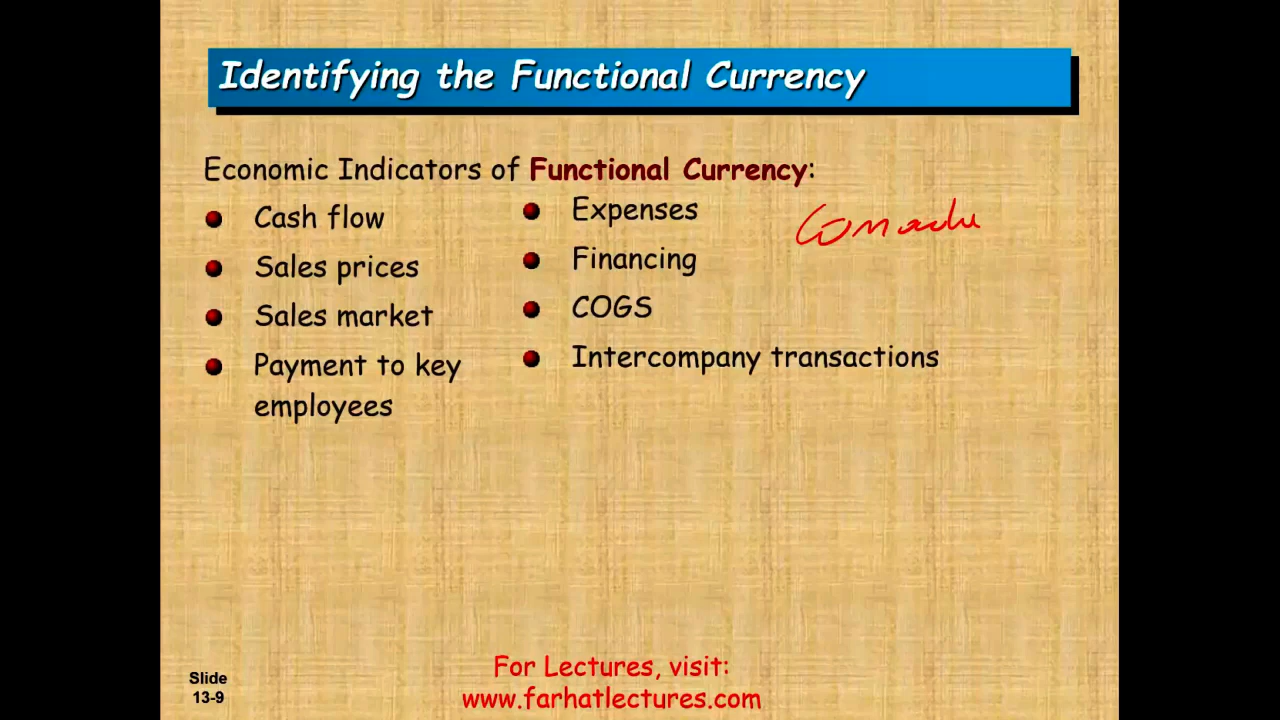 Identifying the Functional Currency
Economic Indicators of Functional Currency:
Cash flow
Sales prices
Sales market
Payment to key
employees
Expenses
Financing
COGS
Intercompany transactions
For Lectures, visit:
www.farhatlectures.com
Slide
13-9